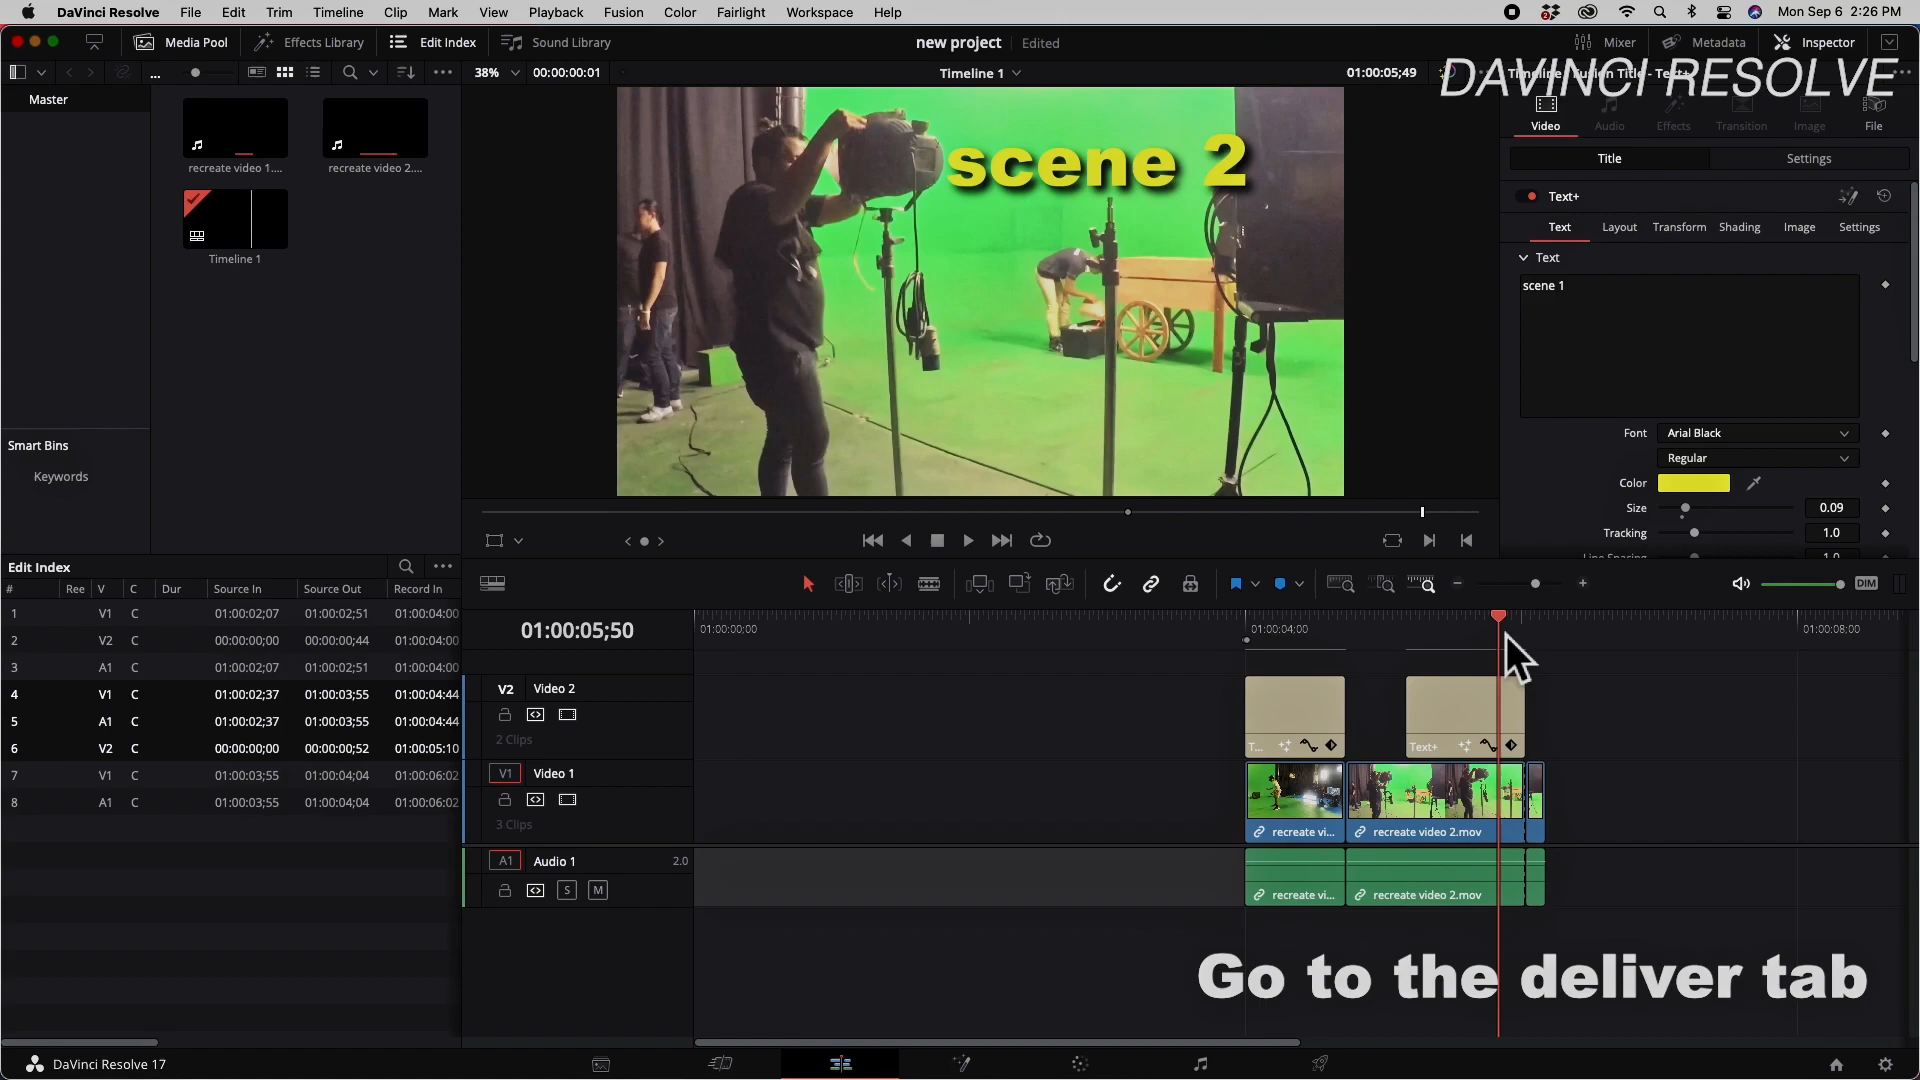 DaVinci Resolve File Edit Trim Timeline Clip Mark View Playback Fusion Color Fairlight Workspace Help Mon Sep 6 2:26 PM
Media Pool Effects Library Edit Index Sound Library new project Edited Mixer Metadata Inspector
38% 00:00:00:01 Timeline 1 01:00:05;49
DAVINCI RESOLVE
Master
recreate video 1.... recreate video 2....
Timeline 1
Smart Bins
Keywords
scene 2
Video Audio Effects Transition Image File
Title Settings
Text+
Text Layout Transform Shading Image Settings
Text
scene 1
Font Arial Black
Regular
Color
Size 0.09
Tracking 1.0
Edit Index
# Ree V C Dur Source In Source Out Record In
1 V1 C 01:00:02;07 01:00:02;51 01:00:04:00
2 V2 C 00:00:00;00 00:00:00;44 01:00:04:00
3 A1 C 01:00:02;07 01:00:02;51 01:00:04:00
4 V1 C 01:00:02;37 01:00:03;55 01:00:04:44
5 A1 C 01:00:02;37 01:00:03;55 01:00:04:44
6 V2 C 00:00:00;00 00:00:00;52 01:00:05:10
7 V1 C 01:00:03;55 01:00:04;04 01:00:06:02
8 A1 C 01:00:03;55 01:00:04;04 01:00:06:02
DIM
01:00:05;50
01:00:00;00 01:00:04;00 01:00:08;00
V2 Video 2
2 Clips
T... Text+
V1 Video 1
3 Clips
recreate vi... recreate video 2.mov
A1 Audio 1 2.0
S M
recreate vi... recreate video 2.mov
Go to the deliver tab
DaVinci Resolve 17